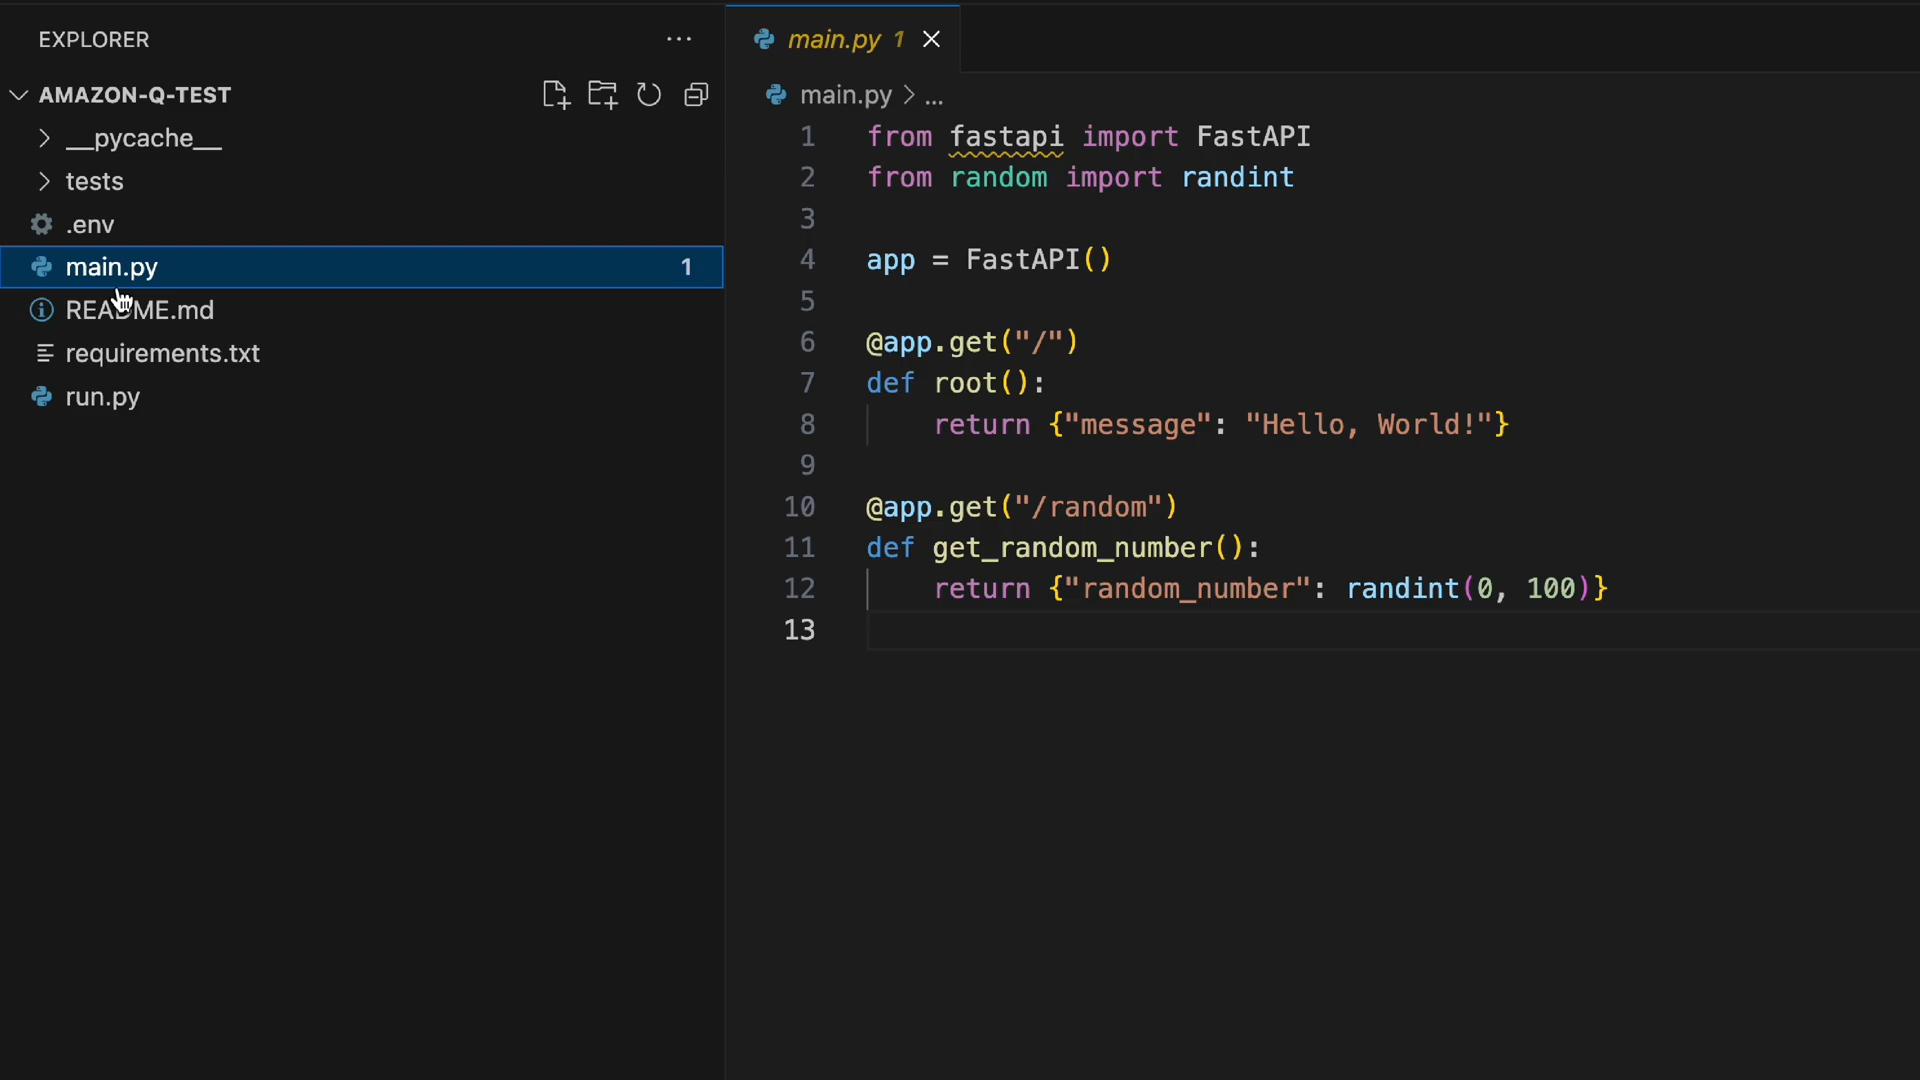 EXPLORER
AMAZON-Q-TEST
__pycache__
tests
.env
main.py 1
README.md
requirements.txt
run.py
main.py 1
main.py > ...
1 from fastapi import FastAPI
2 from random import randint
3
4 app = FastAPI()
5
6 @app.get("/")
7 def root():
8     return {"message": "Hello, World!"}
9
10 @app.get("/random")
11 def get_random_number():
12     return {"random_number": randint(0, 100)}
13